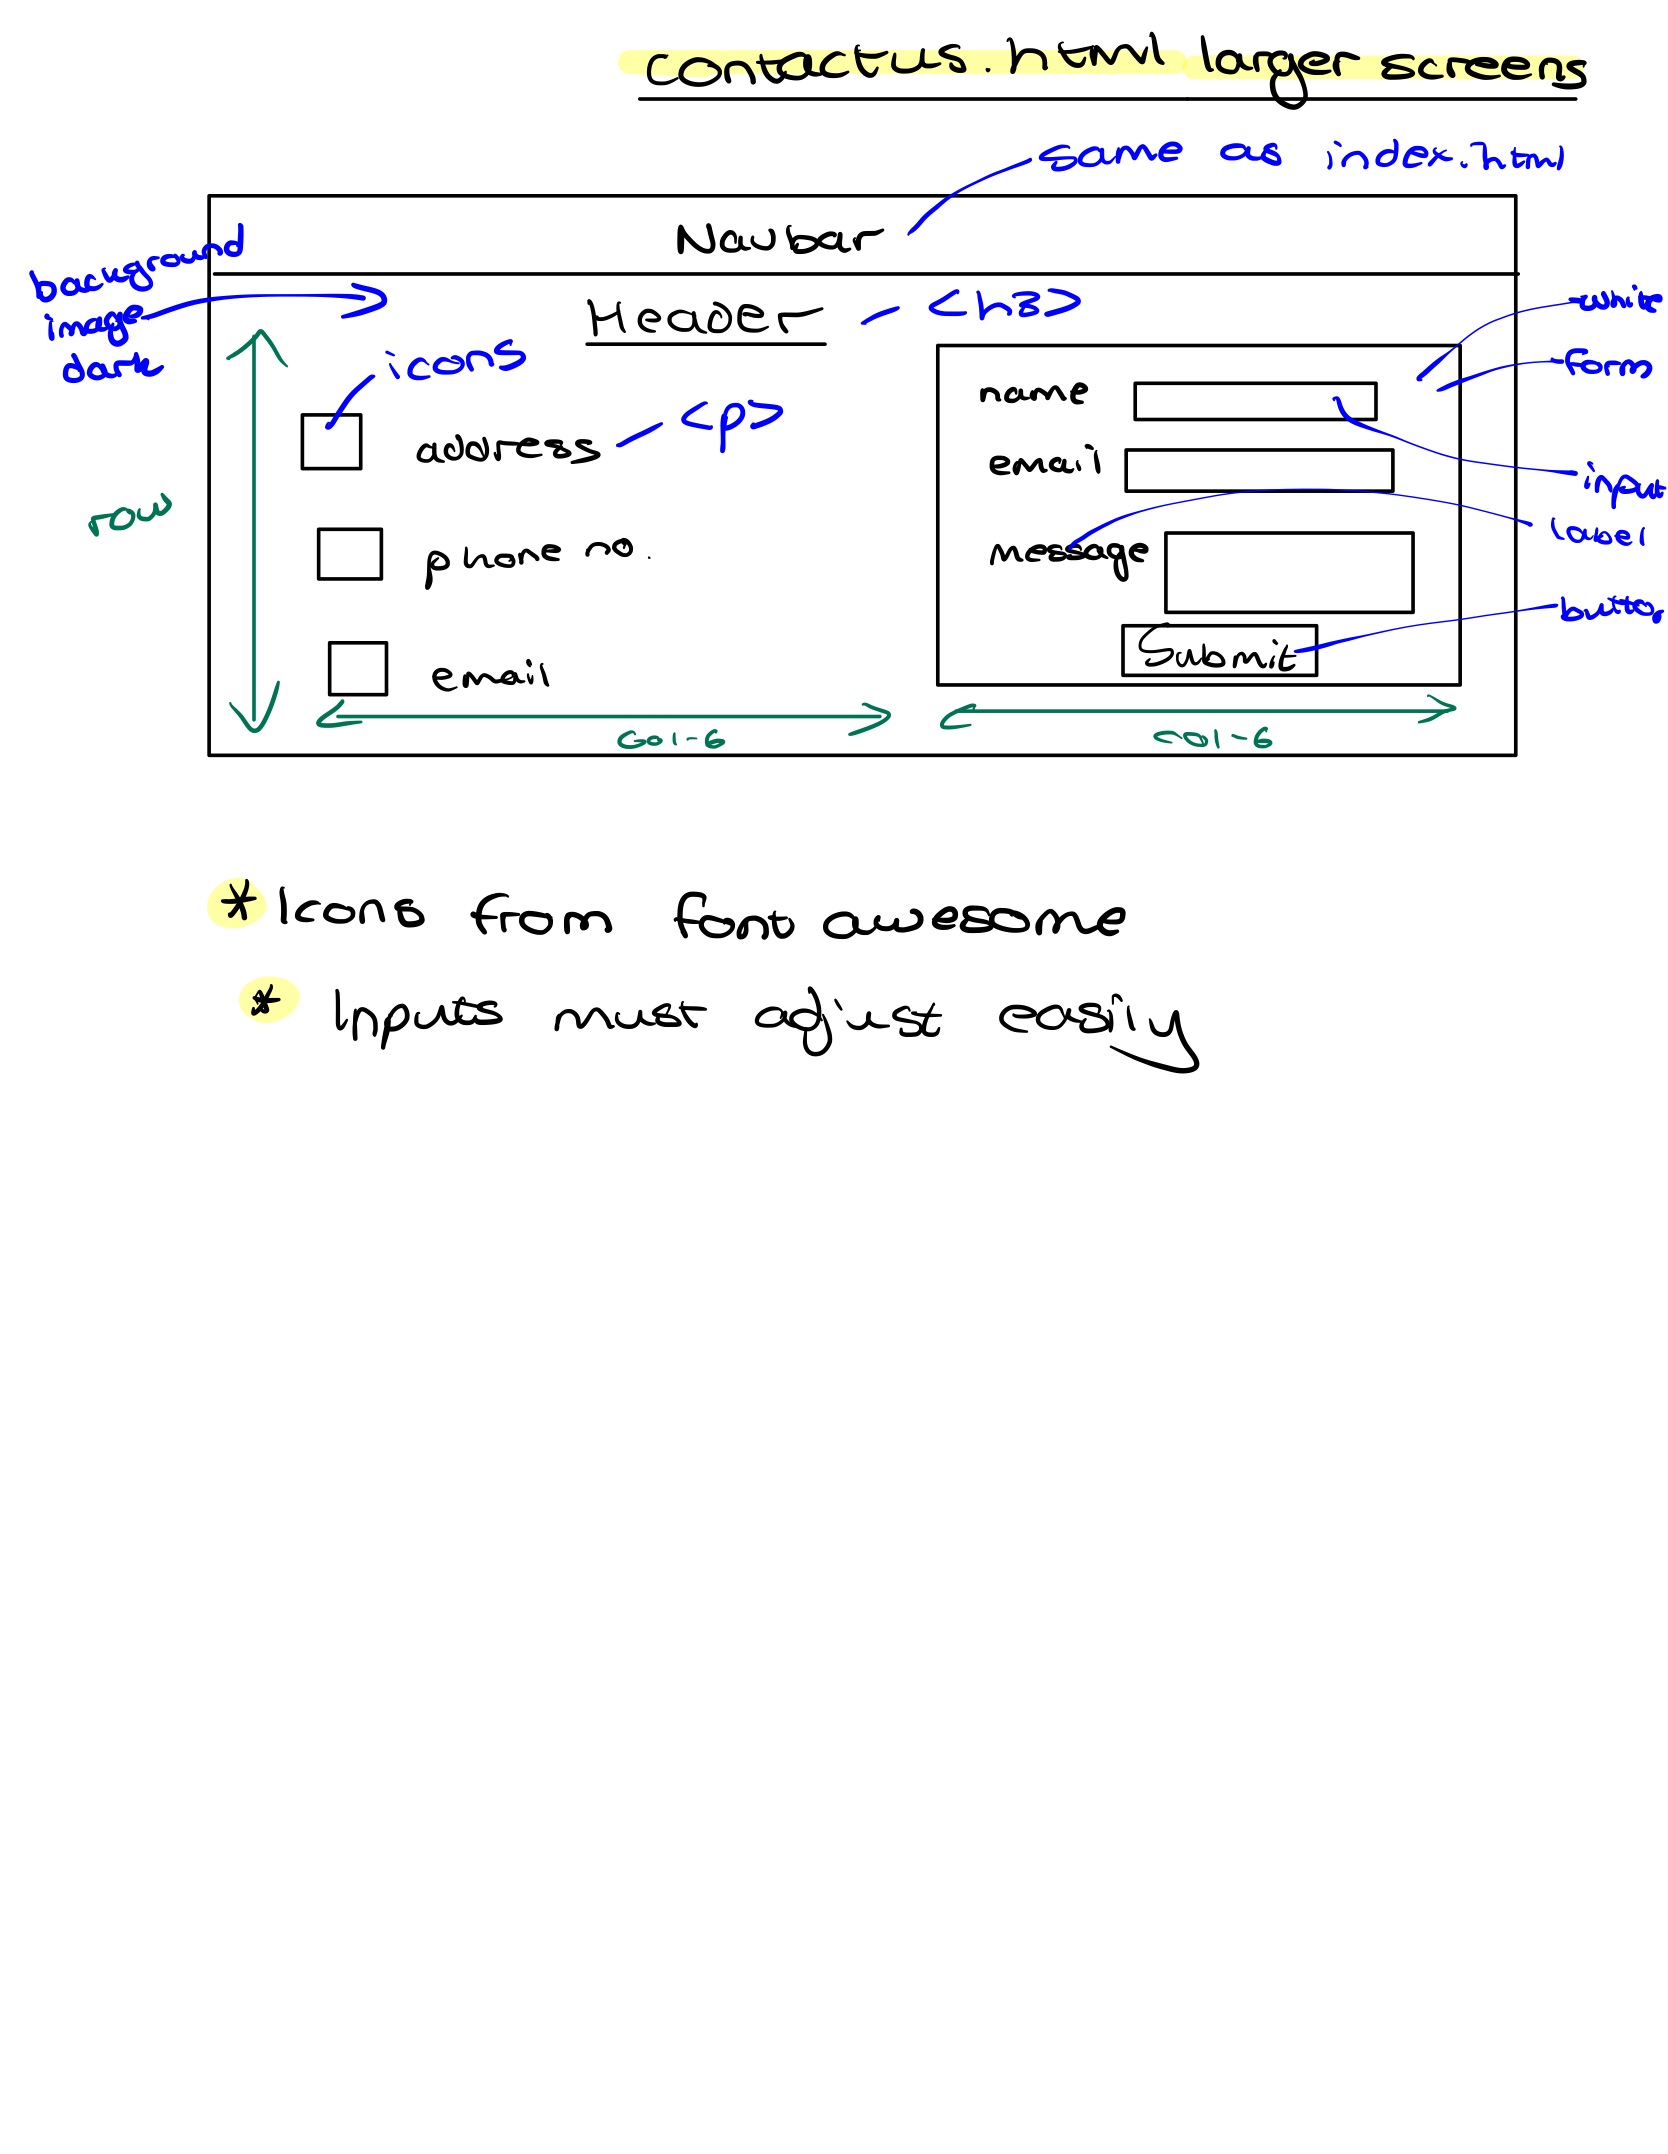 contactus.html larger screens
same as index.html
Navbar
background
image
dark
Header
<h3>
white
form
icons
name
<p>
address
email
input
row
label
message
phone no.
button
Submit
email
col-6
col-6
* Icons from font awesome
* Inputs must adjust easily